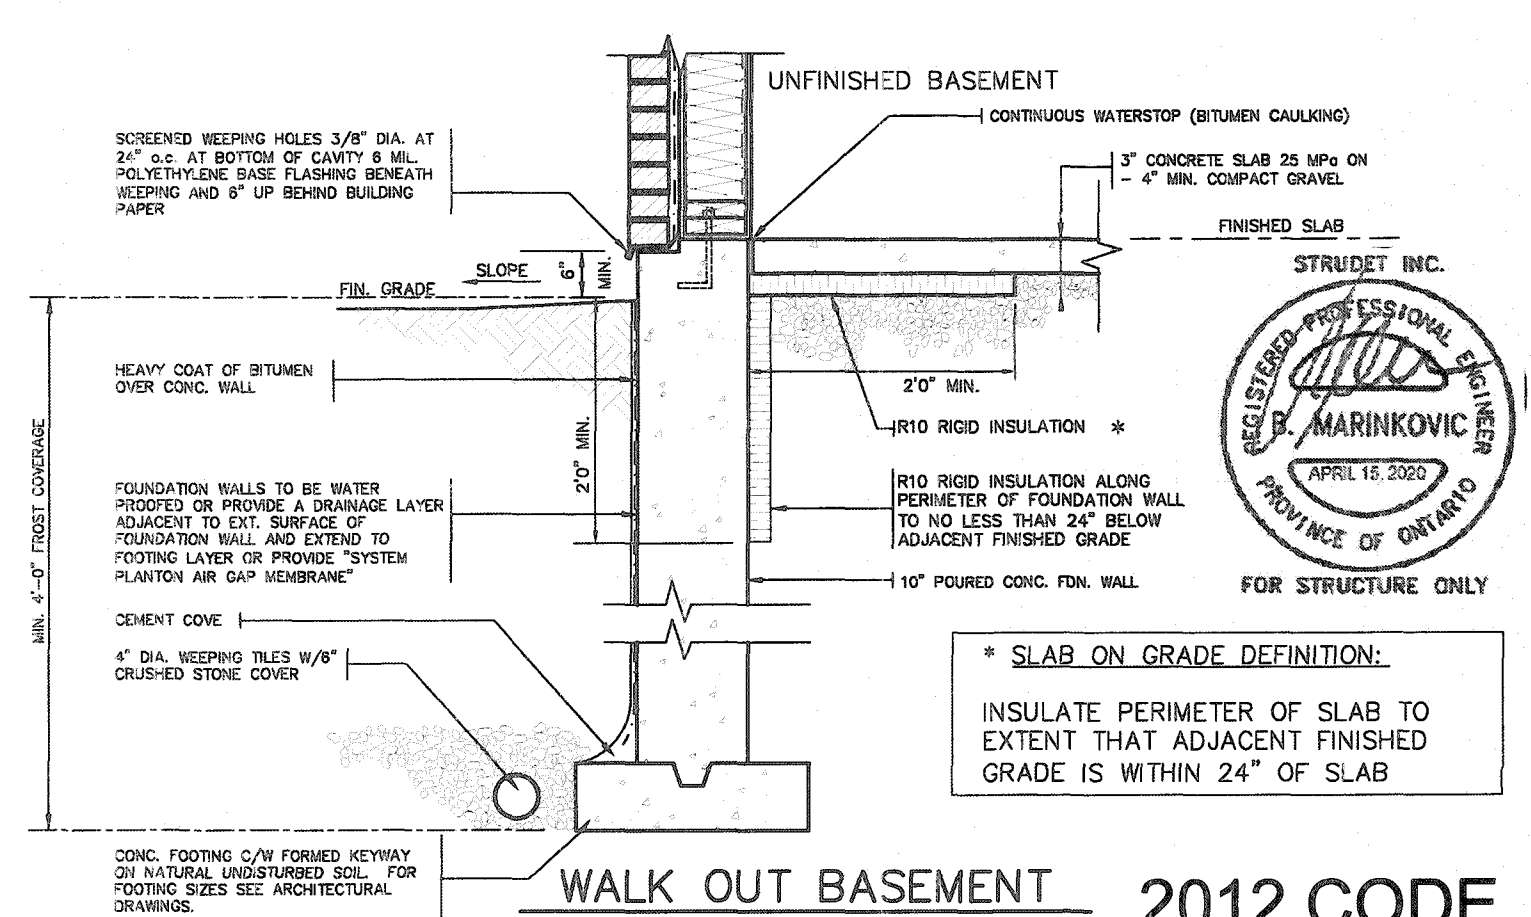 UNFINISHED BASEMENT
CONTINUOUS WATERSTOP (BITUMEN CAULKING)
SCREENED WEEPING HOLES 3/8" DIA. AT
24" o.c. AT BOTTOM OF CAVITY 6 MIL.
POLYETHYLENE BASE FLASHING BENEATH
WEEPING AND 6" UP BEHIND BUILDING
PAPER
3" CONCRETE SLAB 25 MPa ON
- 4" MIN. COMPACT GRAVEL
FINISHED SLAB
SLOPE
6"
MIN.
FIN. GRADE
STRUDET INC.
REGISTERED PROFESSIONAL ENGINEER
B. MARINKOVIC
APRIL 15, 2020
PROVINCE OF ONTARIO
FOR STRUCTURE ONLY
HEAVY COAT OF BITUMEN
OVER CONC. WALL
2'0" MIN.
R10 RIGID INSULATION *
2'0" MIN.
MIN. 4'-0" FROST COVERAGE
FOUNDATION WALLS TO BE WATER
PROOFED OR PROVIDE A DRAINAGE LAYER
ADJACENT TO EXT. SURFACE OF
FOUNDATION WALL AND EXTEND TO
FOOTING LAYER OR PROVIDE "SYSTEM
PLANTON AIR GAP MEMBRANE"
R10 RIGID INSULATION ALONG
PERIMETER OF FOUNDATION WALL
TO NO LESS THAN 24" BELOW
ADJACENT FINISHED GRADE
10" POURED CONC. FDN. WALL
CEMENT COVE
4" DIA. WEEPING TILES W/6"
CRUSHED STONE COVER
* SLAB ON GRADE DEFINITION:
INSULATE PERIMETER OF SLAB TO
EXTENT THAT ADJACENT FINISHED
GRADE IS WITHIN 24" OF SLAB
CONC. FOOTING C/W FORMED KEYWAY
ON NATURAL UNDISTURBED SOIL. FOR
FOOTING SIZES SEE ARCHITECTURAL
DRAWINGS.
WALK OUT BASEMENT
2012 CODE